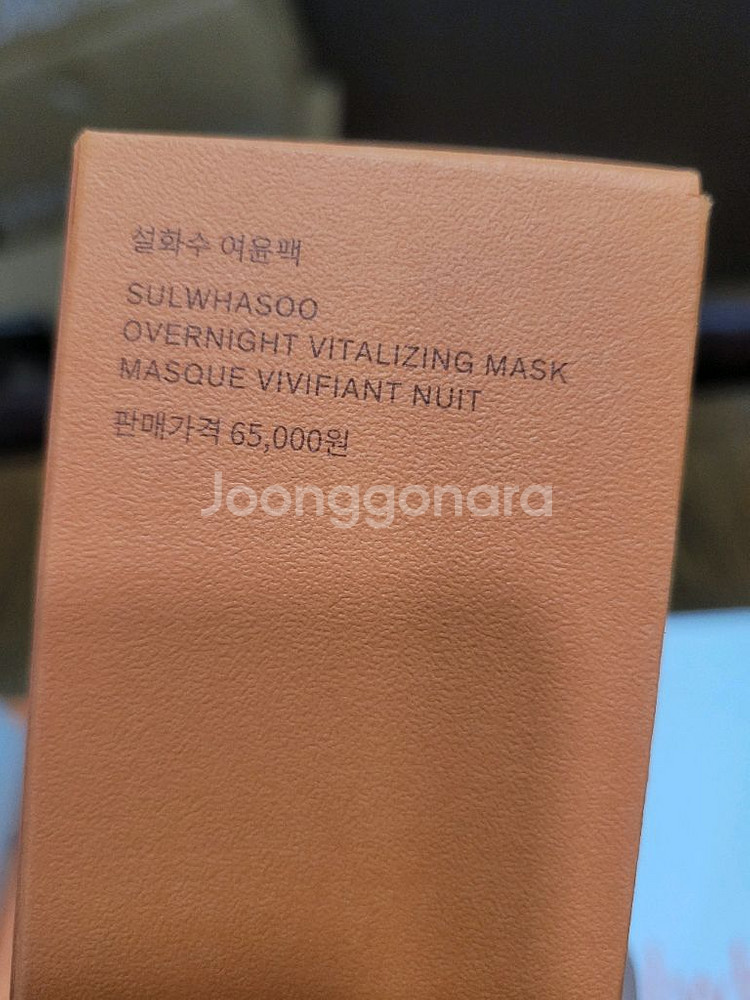 설화수 여윤팩
SULWHASOO
OVERNIGHT VITALIZING MASK
MASQUE VIVIFIANT NUIT
판매가격 65,000원
Joonggonara